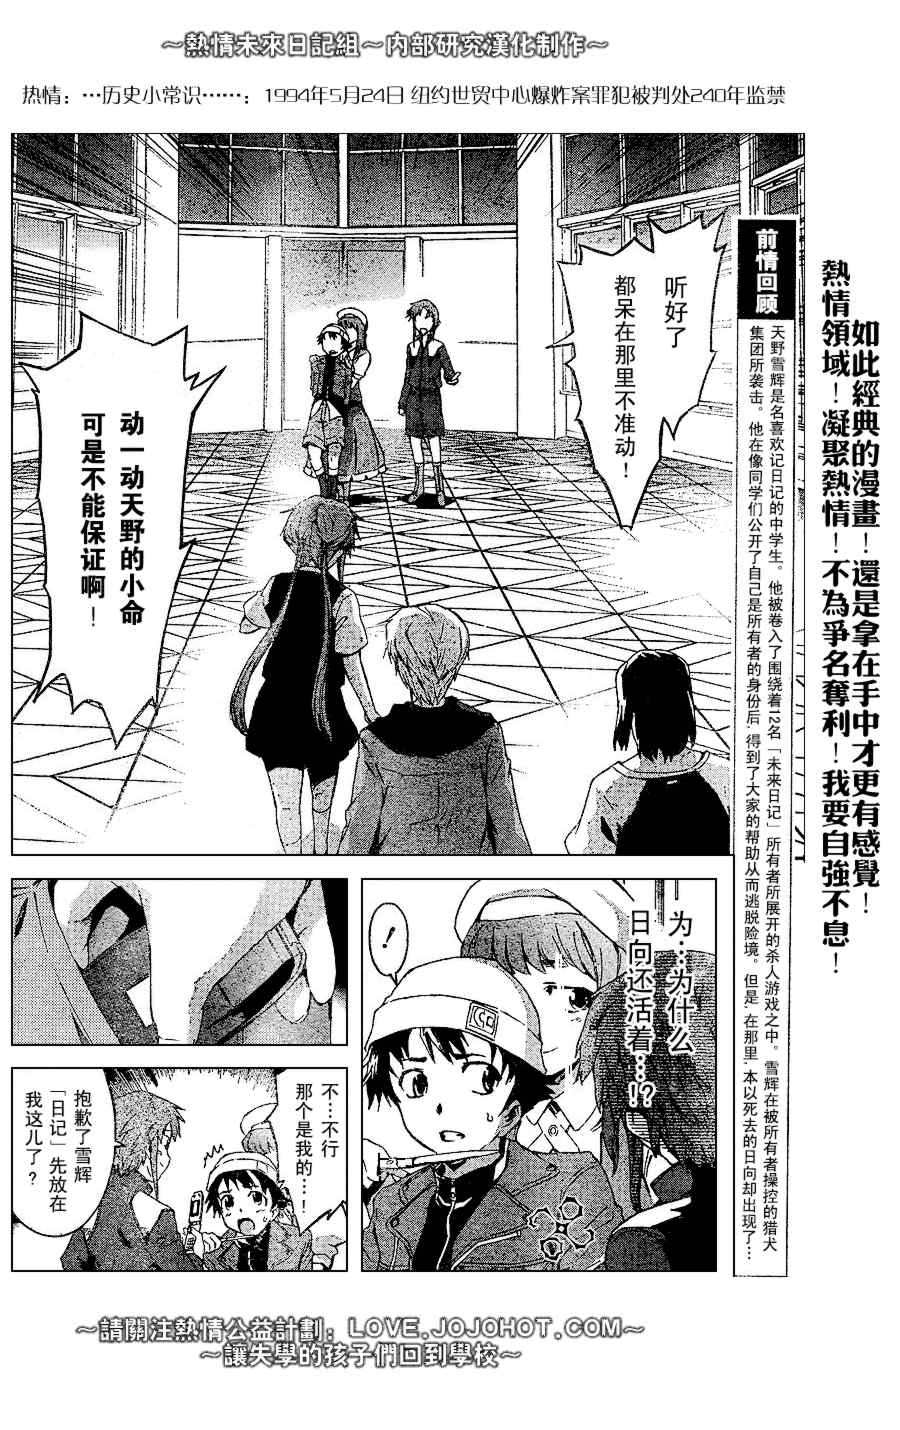 ～熱情未來日記組～内部研究漢化制作～
热情：…历史小常识……：1994年5月24日 纽约世贸中心爆炸案罪犯被判处240年监禁
如此經典的漫畫！還是拿在手中才更有感覺！
熱情領域！凝聚熱情！不為爭名奪利！我要自強不息！
前情回顾
天野雪辉是名喜欢记日记的中学生。他被卷入了围绕着12名「未来日记」所有者所展开的杀人游戏之中。雪辉在被所有者操控的猎犬
集团所袭击。他在像同学们公开了自己是所有者的身份后，得到了大家的帮助从而逃脱险境。但是，在那里，本以死去的日向却出现了…
听好了
都呆在那里不准动！
动一动天野的小命
可是不能保证啊！
为…为什么
日向还活着…!?
！
不…不行
那个是我的…！
抱歉了雪辉
「日记」先放在
我这儿了？
～請關注熱情公益計劃：LOVE.JOJOHOT.COM～
～讓失學的孩子們回到學校～